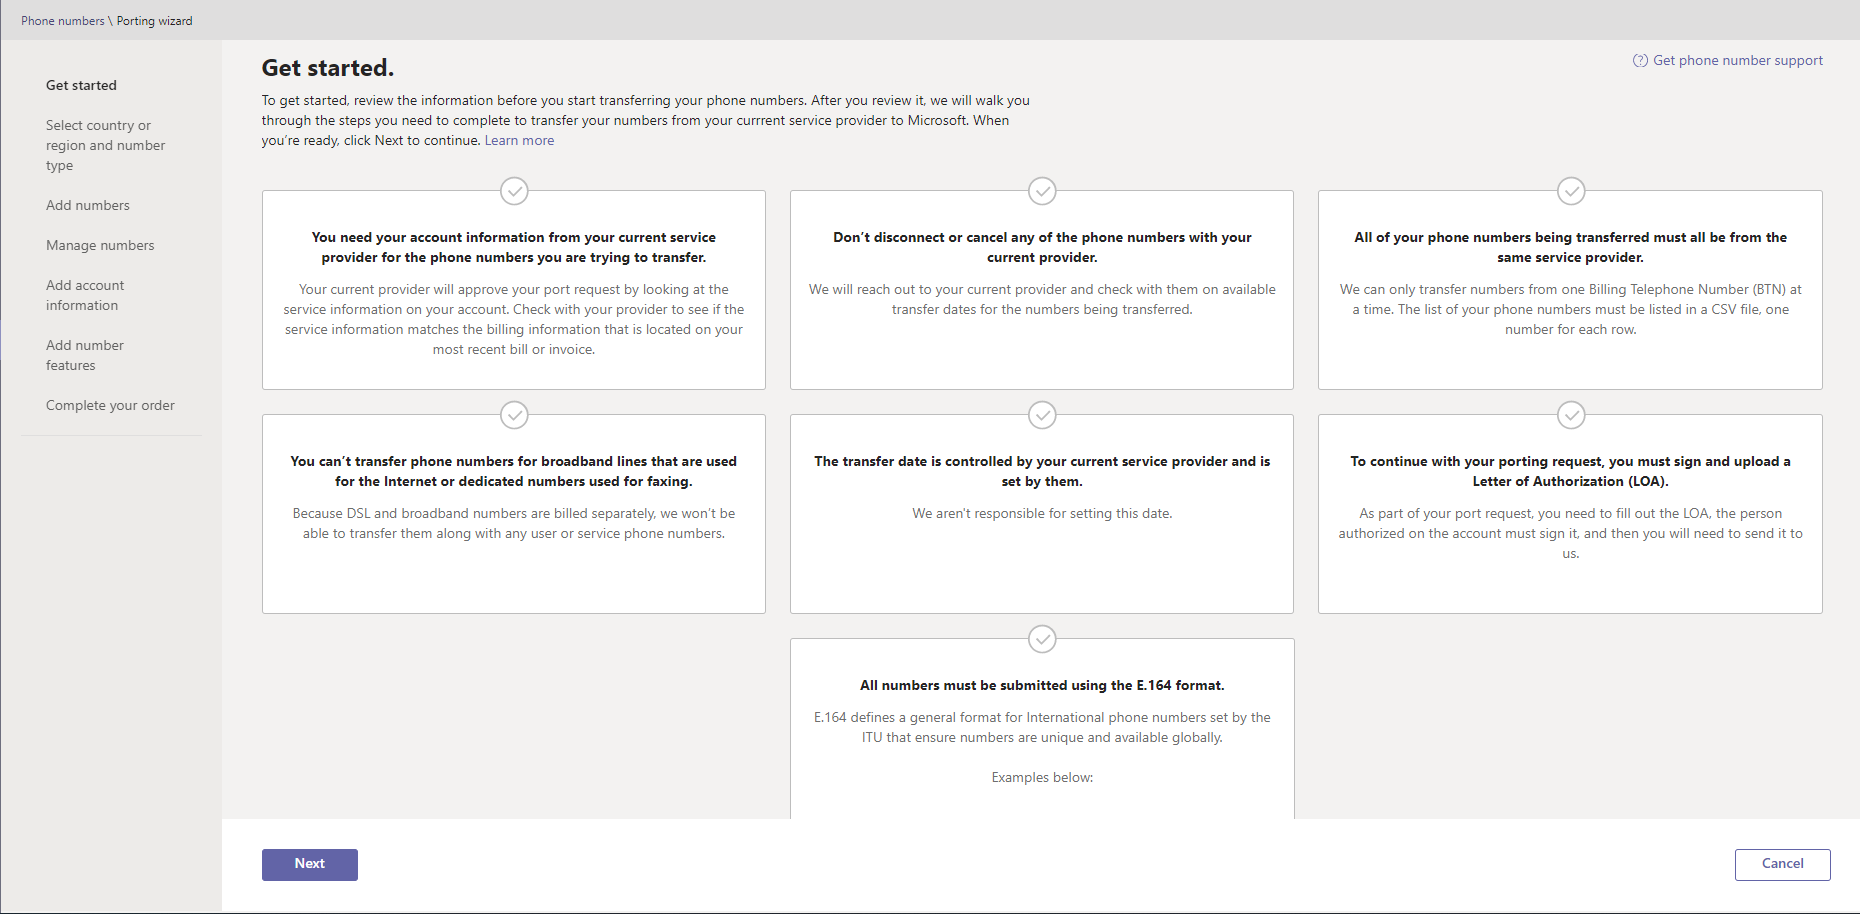 Phone numbers \ Porting wizard
Get started
Select country or
region and number
type
Add numbers
Manage numbers
Add account
information
Add number
features
Complete your order
Get started.
Get phone number support
To get started, review the information before you start transferring your phone numbers. After you review it, we will walk you
through the steps you need to complete to transfer your numbers from your currrent service provider to Microsoft. When
you're ready, click Next to continue. Learn more
You need your account information from your current service
provider for the phone numbers you are trying to transfer.
Your current provider will approve your port request by looking at the
service information on your account. Check with your provider to see if the
service information matches the billing information that is located on your
most recent bill or invoice.
Don't disconnect or cancel any of the phone numbers with your
current provider.
We will reach out to your current provider and check with them on available
transfer dates for the numbers being transferred.
All of your phone numbers being transferred must all be from the
same service provider.
We can only transfer numbers from one Billing Telephone Number (BTN) at
a time. The list of your phone numbers must be listed in a CSV file, one
number for each row.
You can't transfer phone numbers for broadband lines that are used
for the Internet or dedicated numbers used for faxing.
Because DSL and broadband numbers are billed separately, we won't be
able to transfer them along with any user or service phone numbers.
The transfer date is controlled by your current service provider and is
set by them.
We aren't responsible for setting this date.
To continue with your porting request, you must sign and upload a
Letter of Authorization (LOA).
As part of your port request, you need to fill out the LOA, the person
authorized on the account must sign it, and then you will need to send it to
us.
All numbers must be submitted using the E.164 format.
E.164 defines a general format for International phone numbers set by the
ITU that ensure numbers are unique and available globally.
Examples below:
Next
Cancel